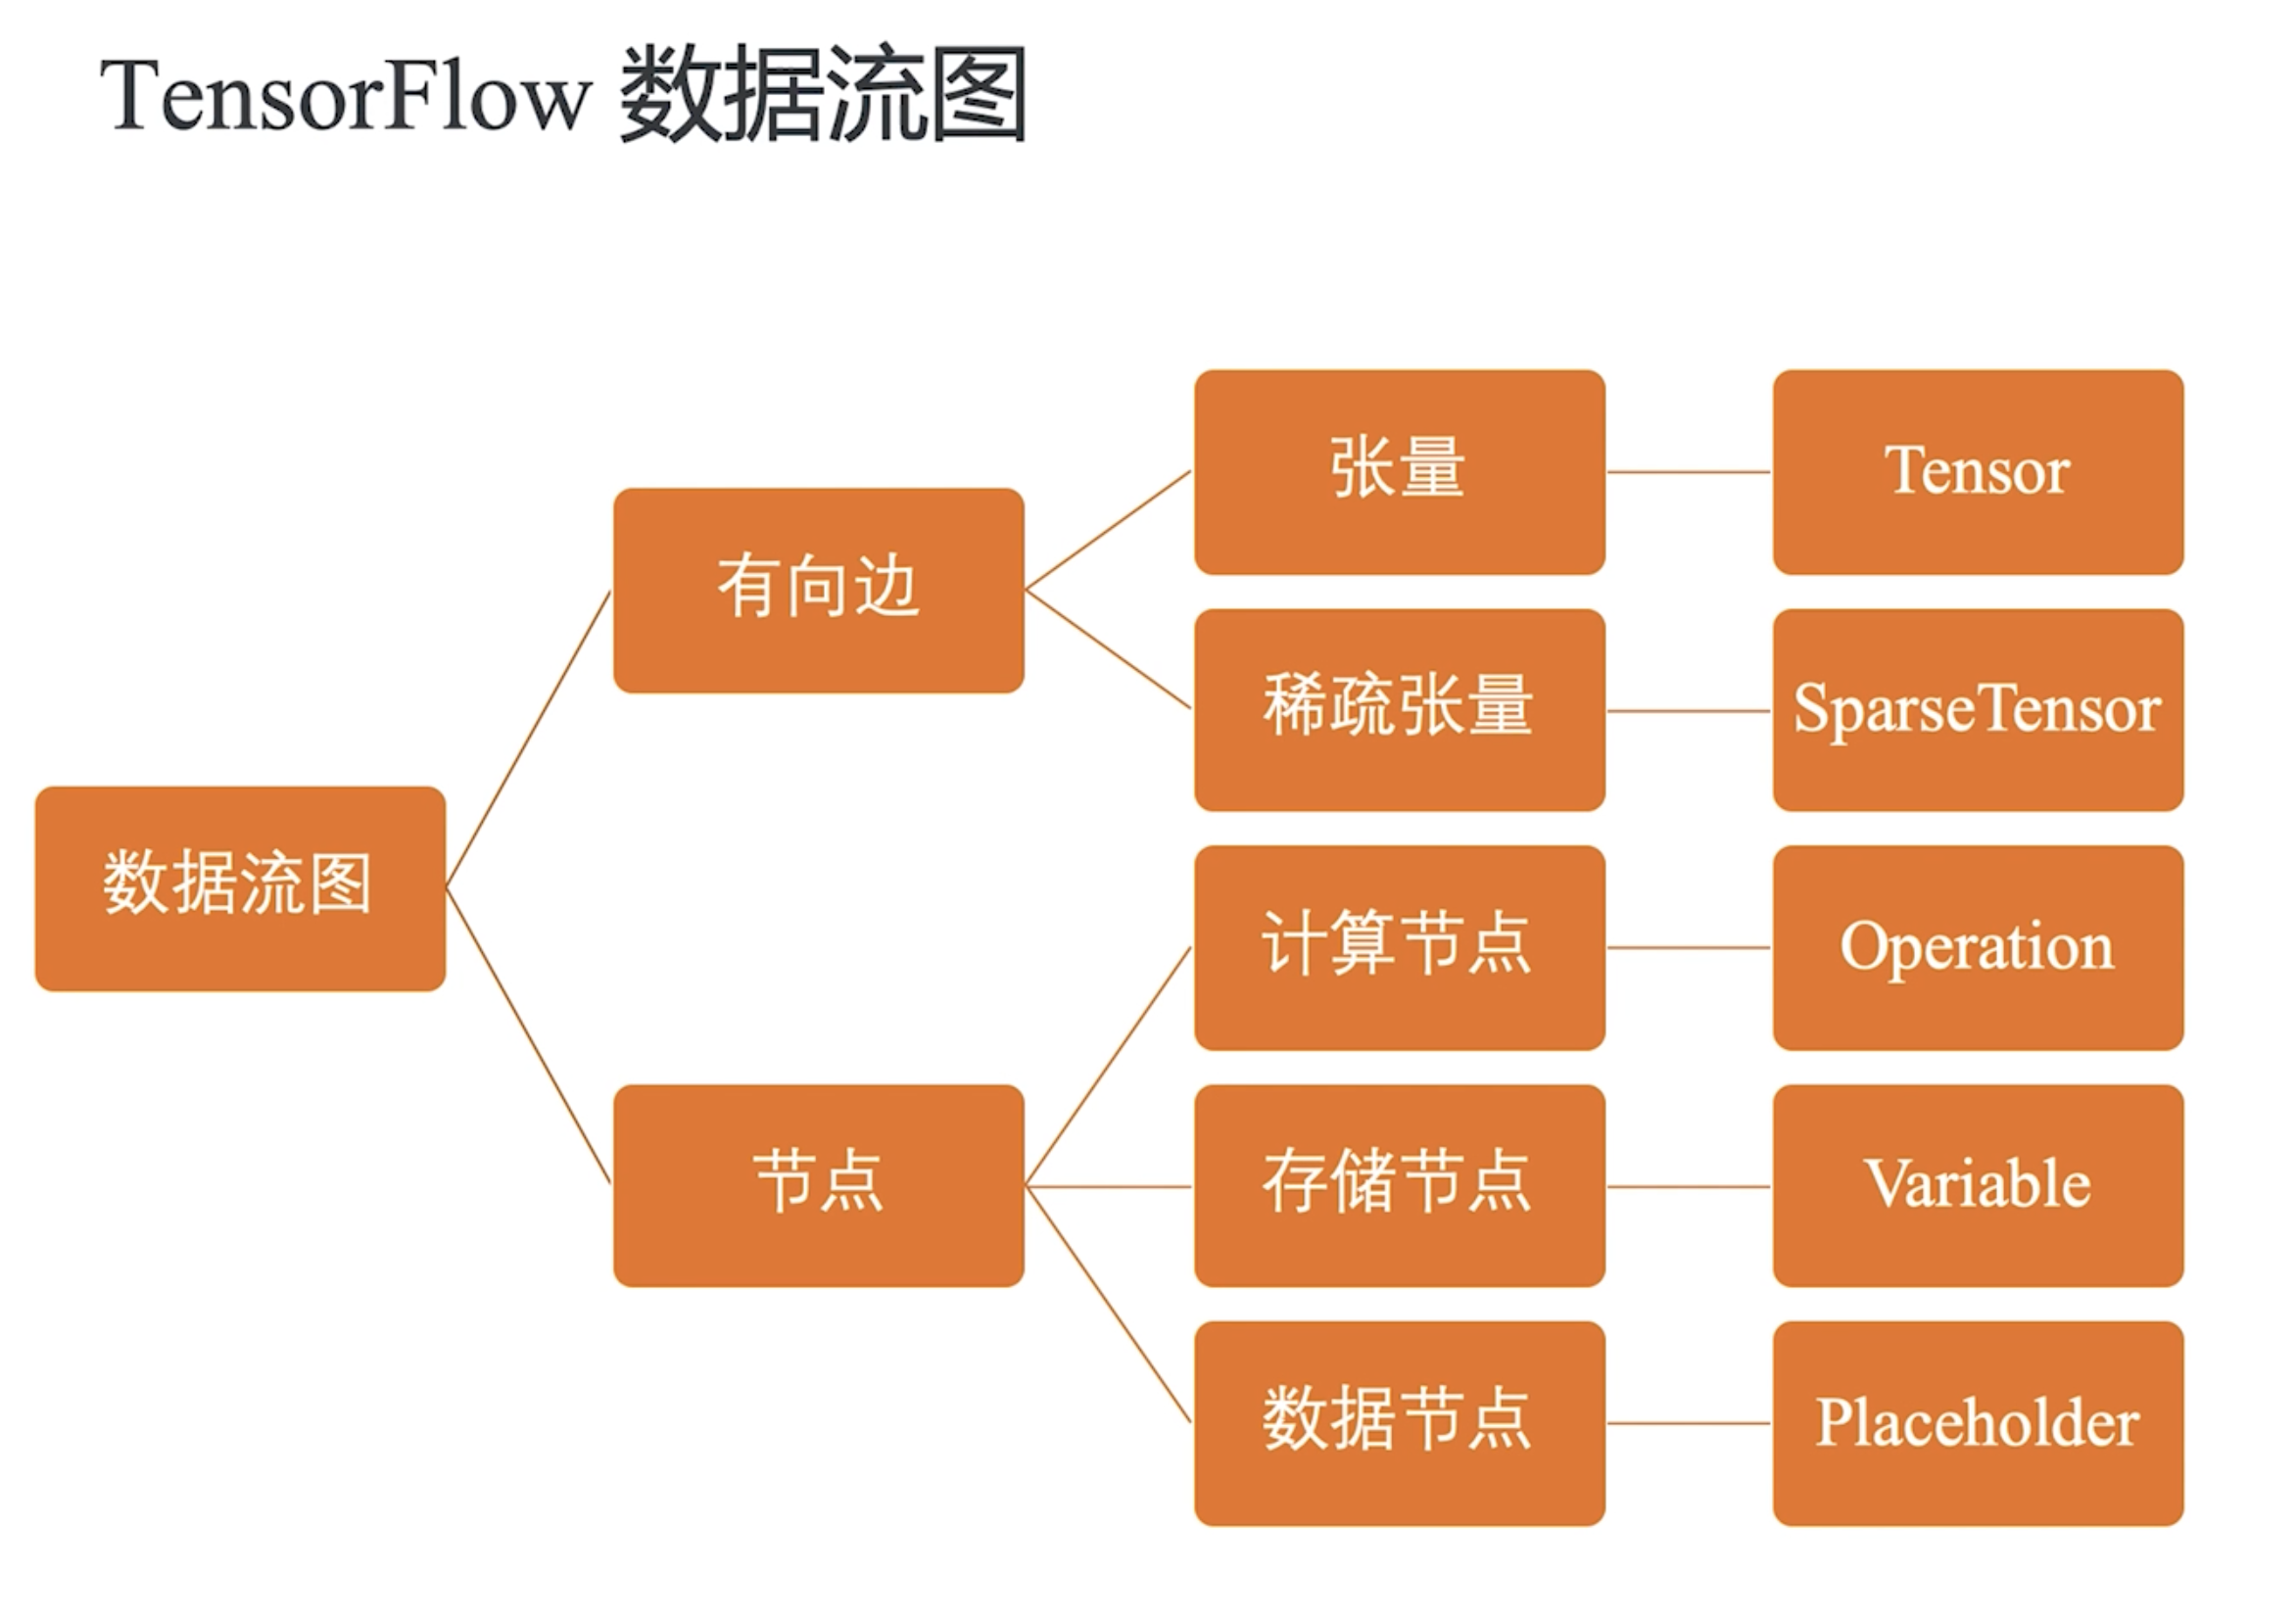 TensorFlow 数据流图
数据流图
有向边
节点
张量
稀疏张量
计算节点
存储节点
数据节点
Tensor
SparseTensor
Operation
Variable
Placeholder